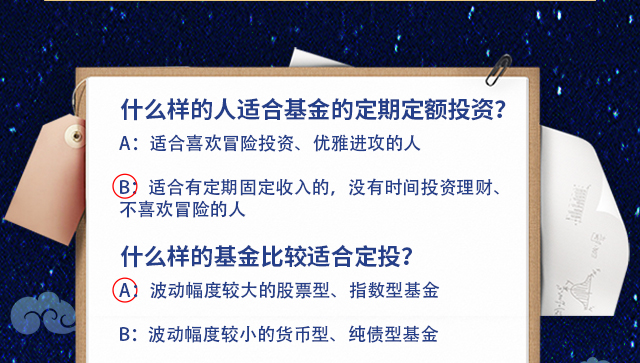 什么样的人适合基金的定期定额投资？
A：适合喜欢冒险投资、优雅进攻的人
B：适合有定期固定收入的，没有时间投资理财、
不喜欢冒险的人
什么样的基金比较适合定投？
A：波动幅度较大的股票型、指数型基金
B：波动幅度较小的货币型、纯债型基金